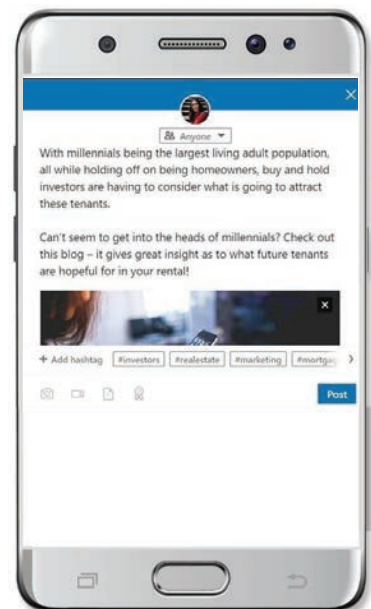 Anyone
With millennials being the largest living adult population,
all while holding off on being homeowners, buy and hold
investors are having to consider what is going to attract
these tenants.
Can't seem to get into the heads of millennials? Check out
this blog – it gives great insight as to what future tenants
are hopeful for in your rental!
+ Add hashtag #investors #realestate #marketing #mortgag
Post